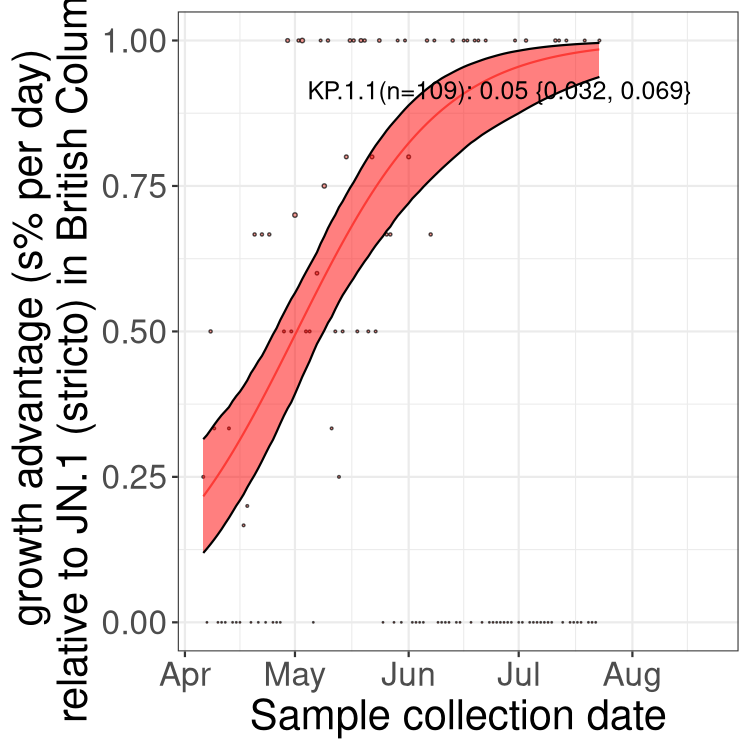 growth advantage (s% per day)
relative to JN.1 (stricto) in British Colum
1.00
0.75
0.50
0.25
0.00
KP.1.1(n=109): 0.05 {0.032, 0.069}
Apr May Jun Jul Aug
Sample collection date